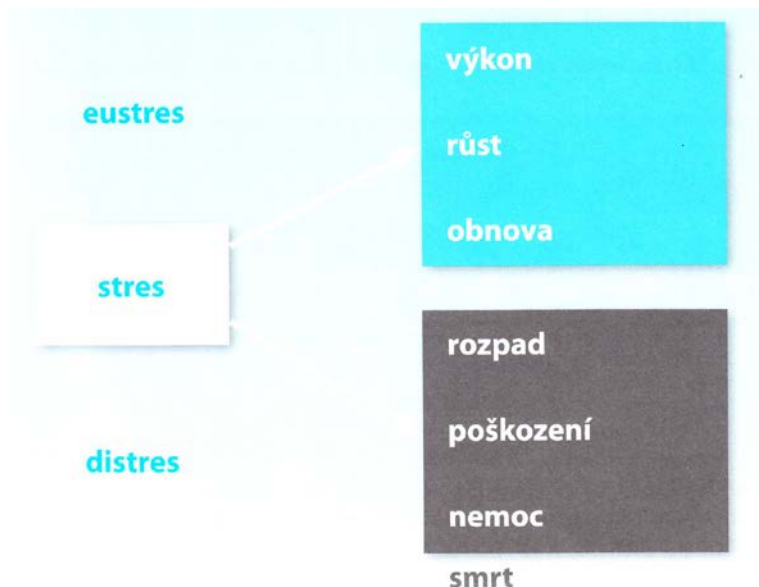 eustres
stres
distres
výkon
růst
obnova
rozpad
poškození
nemoc
smrt